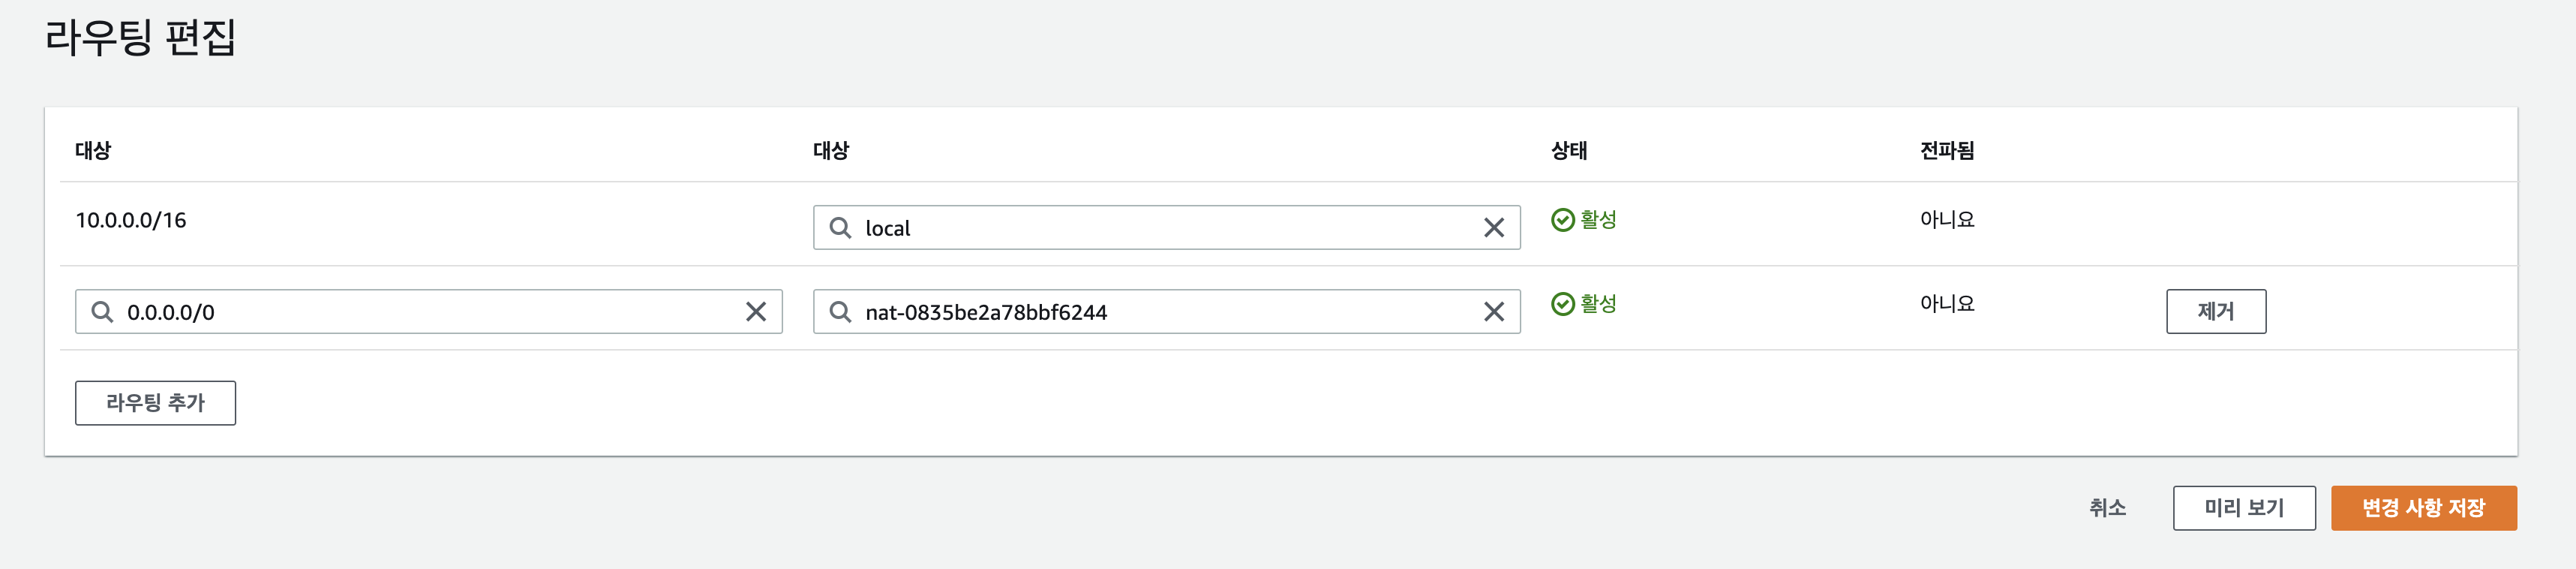 라우팅 편집
대상 대상 상태 전파됨
10.0.0.0/16 local 활성 아니요
0.0.0.0/0 nat-0835be2a78bbf6244 활성 아니요 제거
라우팅 추가
취소 미리 보기 변경 사항 저장